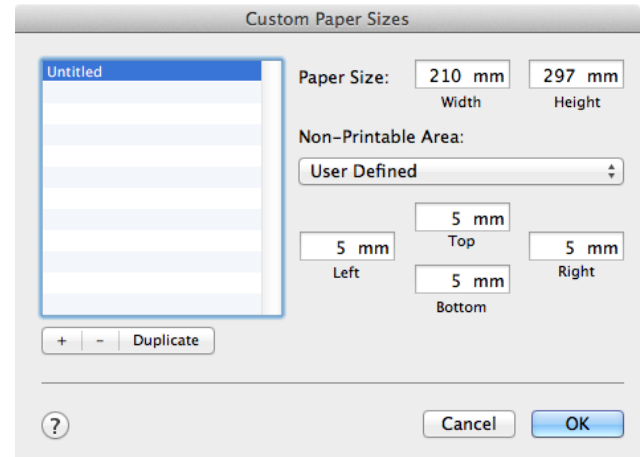 Custom Paper Sizes
Untitled
Paper Size:
210 mm
297 mm
Width
Height
Non-Printable Area:
User Defined
5 mm
Top
5 mm
Left
5 mm
Right
5 mm
Bottom
+
-
Duplicate
?
Cancel
OK